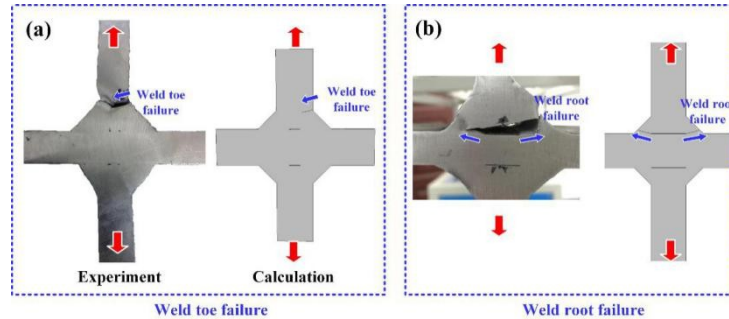 (a)
Weld toe
failure
Weld toe
failure
Experiment
Calculation
Weld toe failure
(b)
Weld root
failure
Weld root
failure
Weld root failure